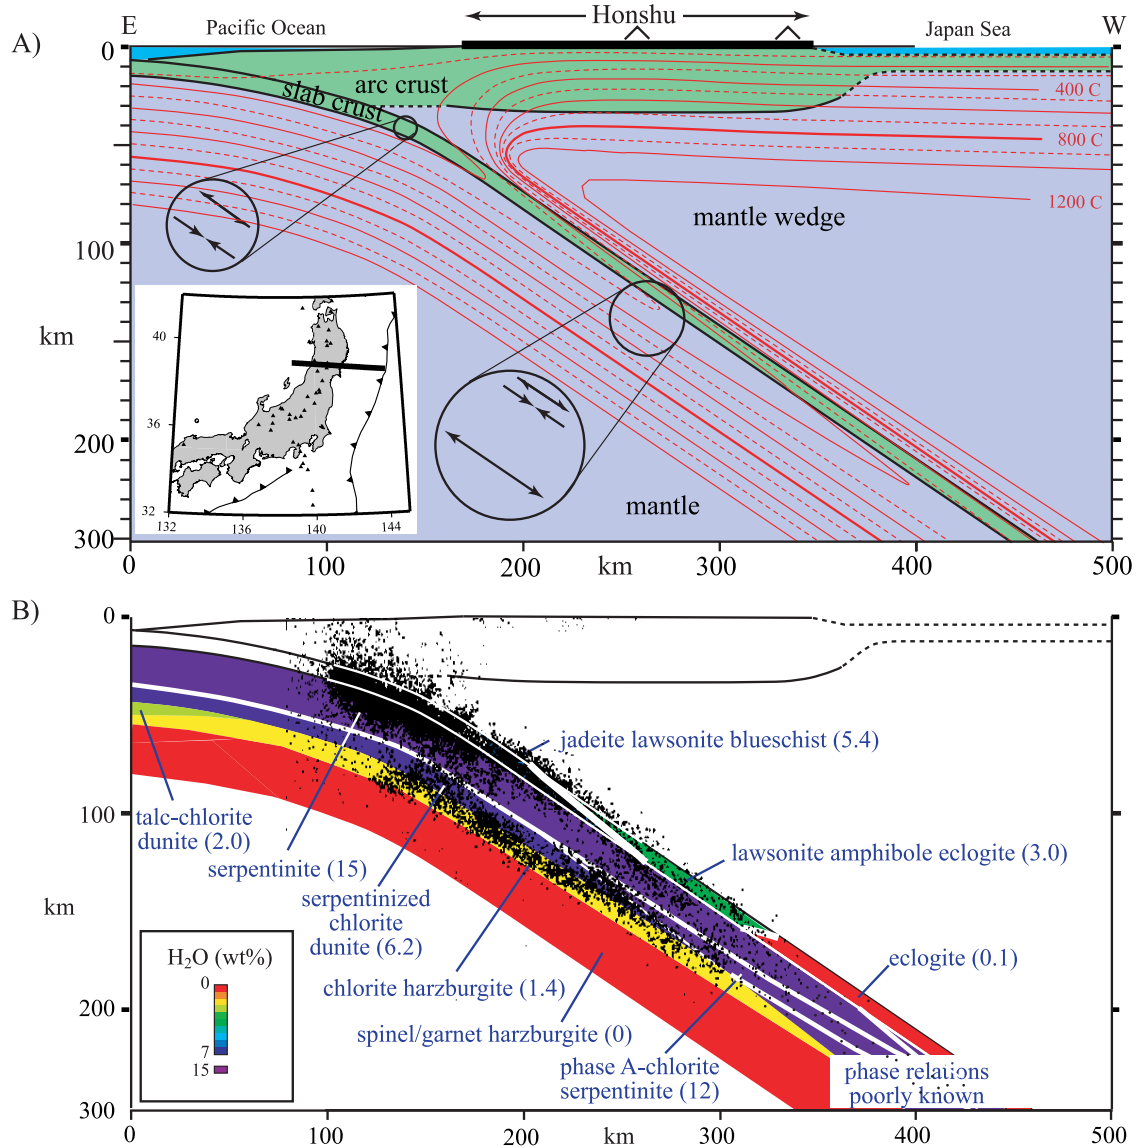 A)
E
Pacific Ocean
Honshu
Japan Sea
W
0
100
km
200
300
arc crust
slab crust
400 C
800 C
1200 C
mantle wedge
mantle
40
36
32
132
136
140
144
0
100
200
km
300
400
500
B)
0
100
km
200
300
jadeite lawsonite blueschist (5.4)
talc-chlorite
dunite (2.0)
serpentinite (15)
lawsonite amphibole eclogite (3.0)
serpentinized
chlorite
dunite (6.2)
eclogite (0.1)
chlorite harzburgite (1.4)
spinel/garnet harzburgite (0)
phase A-chlorite
serpentinite (12)
phase relations
poorly known
H₂O (wt%)
0
7
15
0
100
200
km
300
400
500